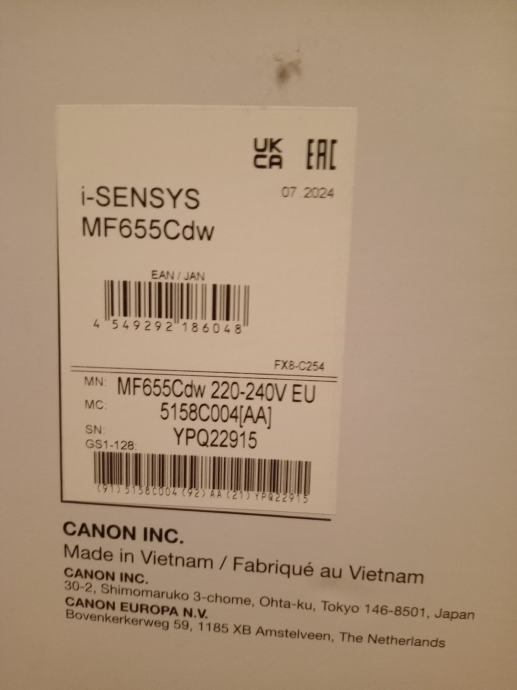 UK
CA EAC
07 2024
i-SENSYS
MF655Cdw
EAN / JAN
4 549292 186048
FX8-C254
MN: MF655Cdw 220-240V EU
MC: 5158C004[AA]
SN: YPQ22915
GS1-128:
(91)5158C004(92)AA(21)YPQ22915
CANON INC.
Made in Vietnam / Fabriqué au Vietnam
CANON INC.
30-2, Shimomaruko 3-chome, Ohta-ku, Tokyo 146-8501, Japan
CANON EUROPA N.V.
Bovenkerkerweg 59, 1185 XB Amstelveen, The Netherlands